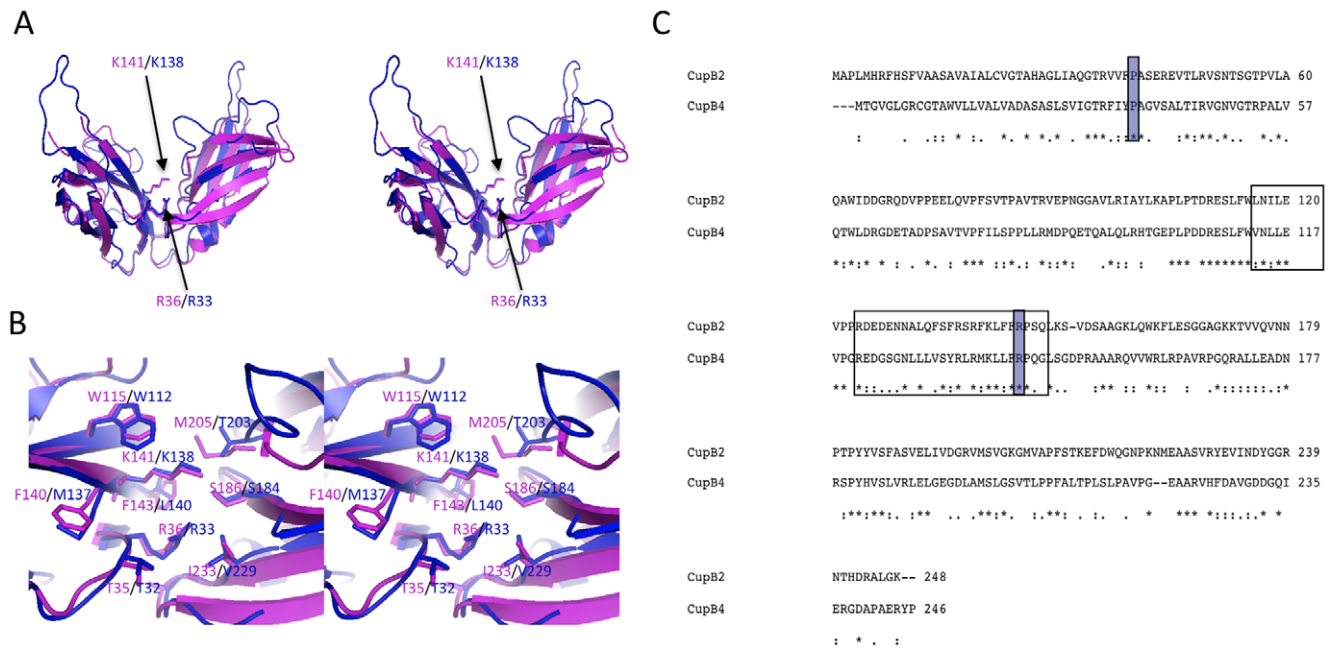 A
K141/K138
K141/K138
R36/R33
R36/R33
B
W115/W112
M205/T203
K141/K138
F140/M137
F143/L140
S186/S184
R36/R33
I233/V229
T35/T32
W115/W112
M205/T203
K141/K138
F140/M137
F143/L140
S186/S184
R36/R33
I233/V229
T35/T32
C
CupB2 MAPLMHRFHSFVAASAVAIALCVGTAHAGLIAQGTRVVFPASEREVTLRVSNTSGTPVLA 60
CupB4 ---MTGVGLGRCGTAWVLLVALVADASASLSVIGTRFIYPAGVSALTIRVGNVGTRPALV 57
CupB2 QAWIDDGRQDVPPEELQVPFSVTPAVTRVEPNGGAVLRIAYLKAPLPTDRESLFWLNILE 120
CupB4 QTWLDRGDETADPSAVTVPFILSPPLLRMDPQETQALQLRHTGEPLPDDRESLFWVNLLE 117
CupB2 VPPRDEDENNALQFSFRSRFKLFFRPSQLKS-VDSAAGKLQWKFLESGGAGKKTVVQVNN 179
CupB4 VPGREDGSGNLLLVSYRLRMKLLFRPQGLSGDPRAAARQVVWRLRPAVRPGQRALLEADN 177
CupB2 PTPYYVSFASVELIVDGRVMSVGKGMVAPFSTKEFDWQGNPKNMEAASVRYEVINDYGGR 239
CupB4 RSPYHVSLVRLELGEGDLAMSLGSVTLPPFALTPLSLPAVPG--EAARVHFDAVGDDGQI 235
CupB2 NTHDRALGK-- 248
CupB4 ERGDAPAERYP 246